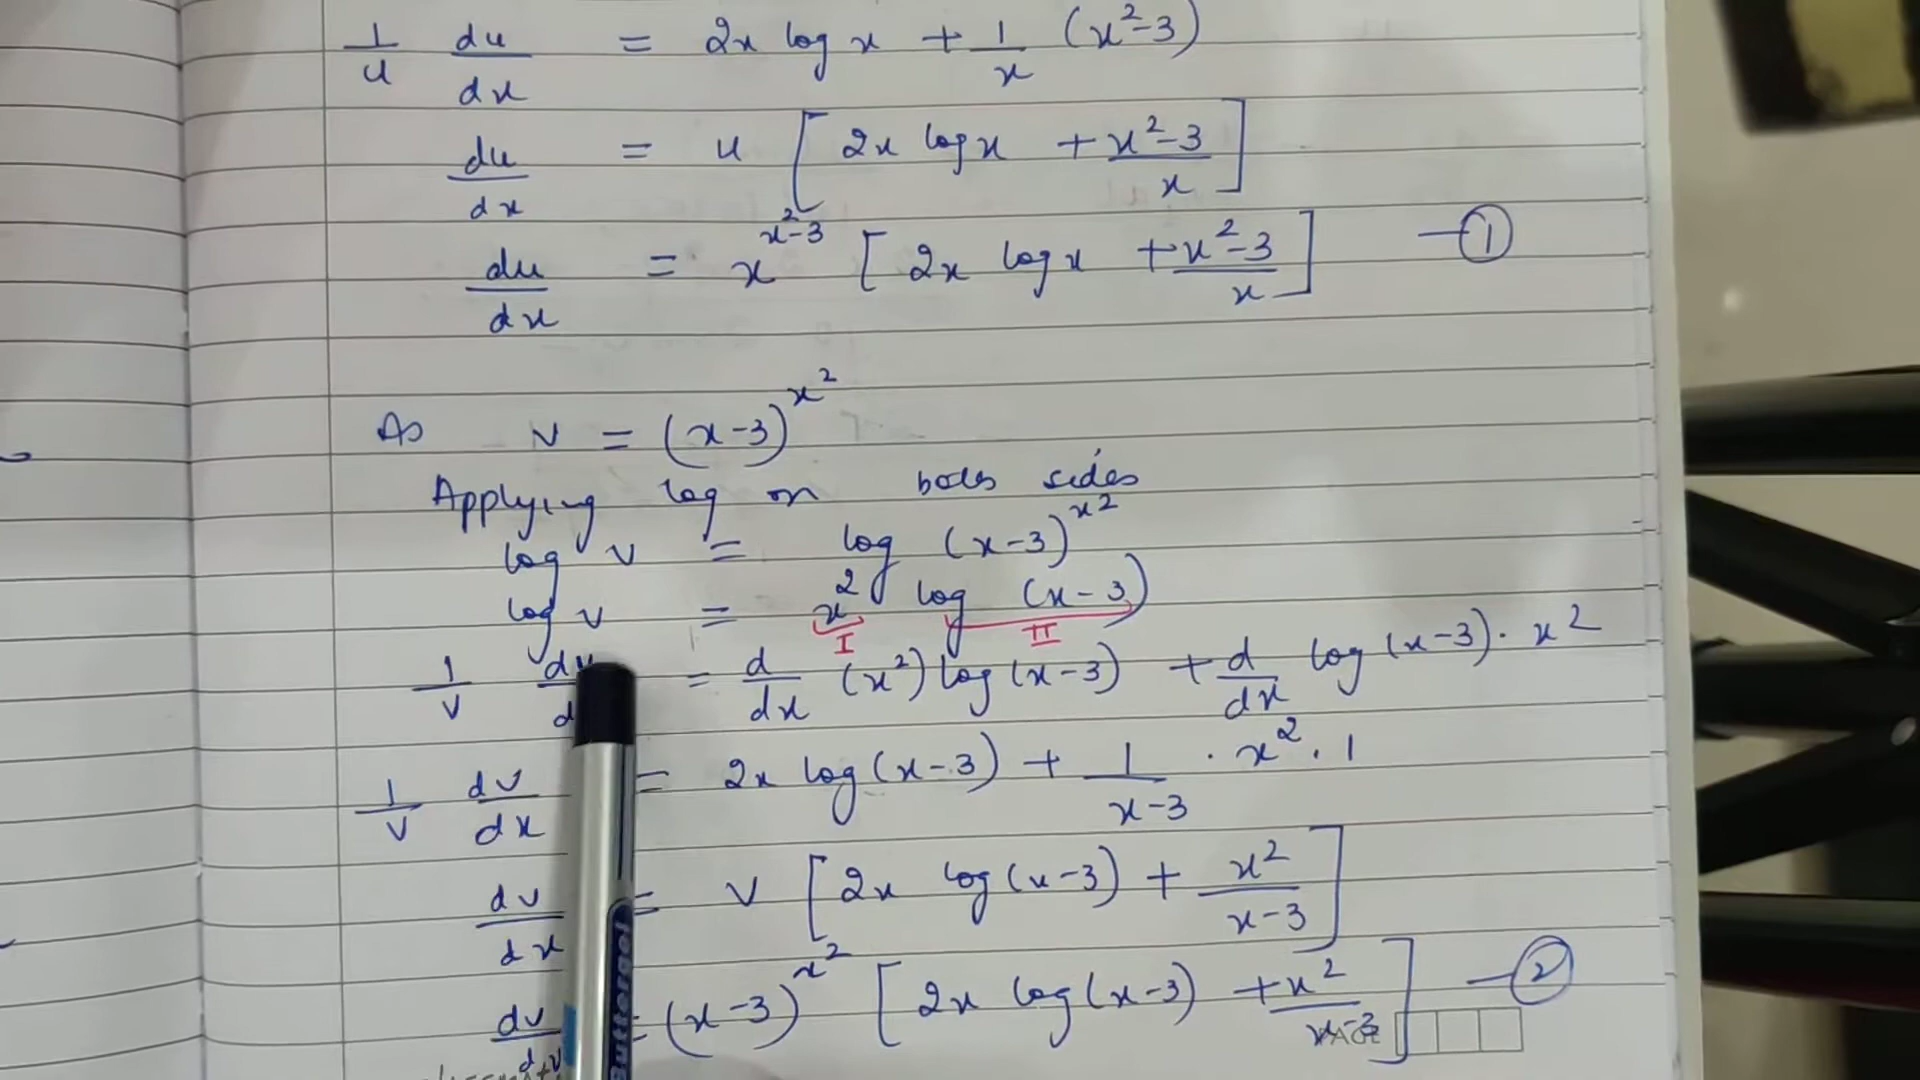 1/u du/dx = 2x log x + 1/x (x²-3)
du/dx = u [2x log x + x²-3/x]
du/dx = x^(x²-3) [2x log x + x²-3/x] —①
As v = (x-3)^x²
Applying log on both sides
log v = log (x-3)^x²
log v = x² log (x-3)
I II
1/v dv/d = d/dx (x²) log (x-3) + d/dx log (x-3) . x²
1/v dv/dx = 2x log (x-3) + 1/x-3 . x² . 1
dv/dx = v [2x log (x-3) + x²/x-3]
dv/dx = (x-3)^x² [2x log (x-3) + x²/x-3] —②